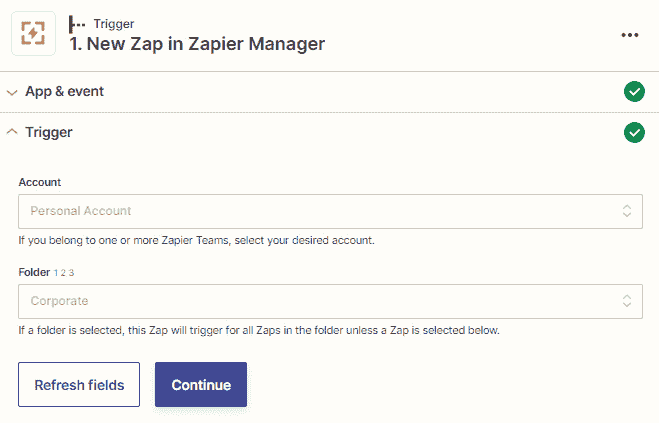 Trigger
1. New Zap in Zapier Manager
App & event
Trigger
Account
Personal Account
If you belong to one or more Zapier Teams, select your desired account.
Folder 1 2 3
Corporate
If a folder is selected, this Zap will trigger for all Zaps in the folder unless a Zap is selected below.
Refresh fields
Continue